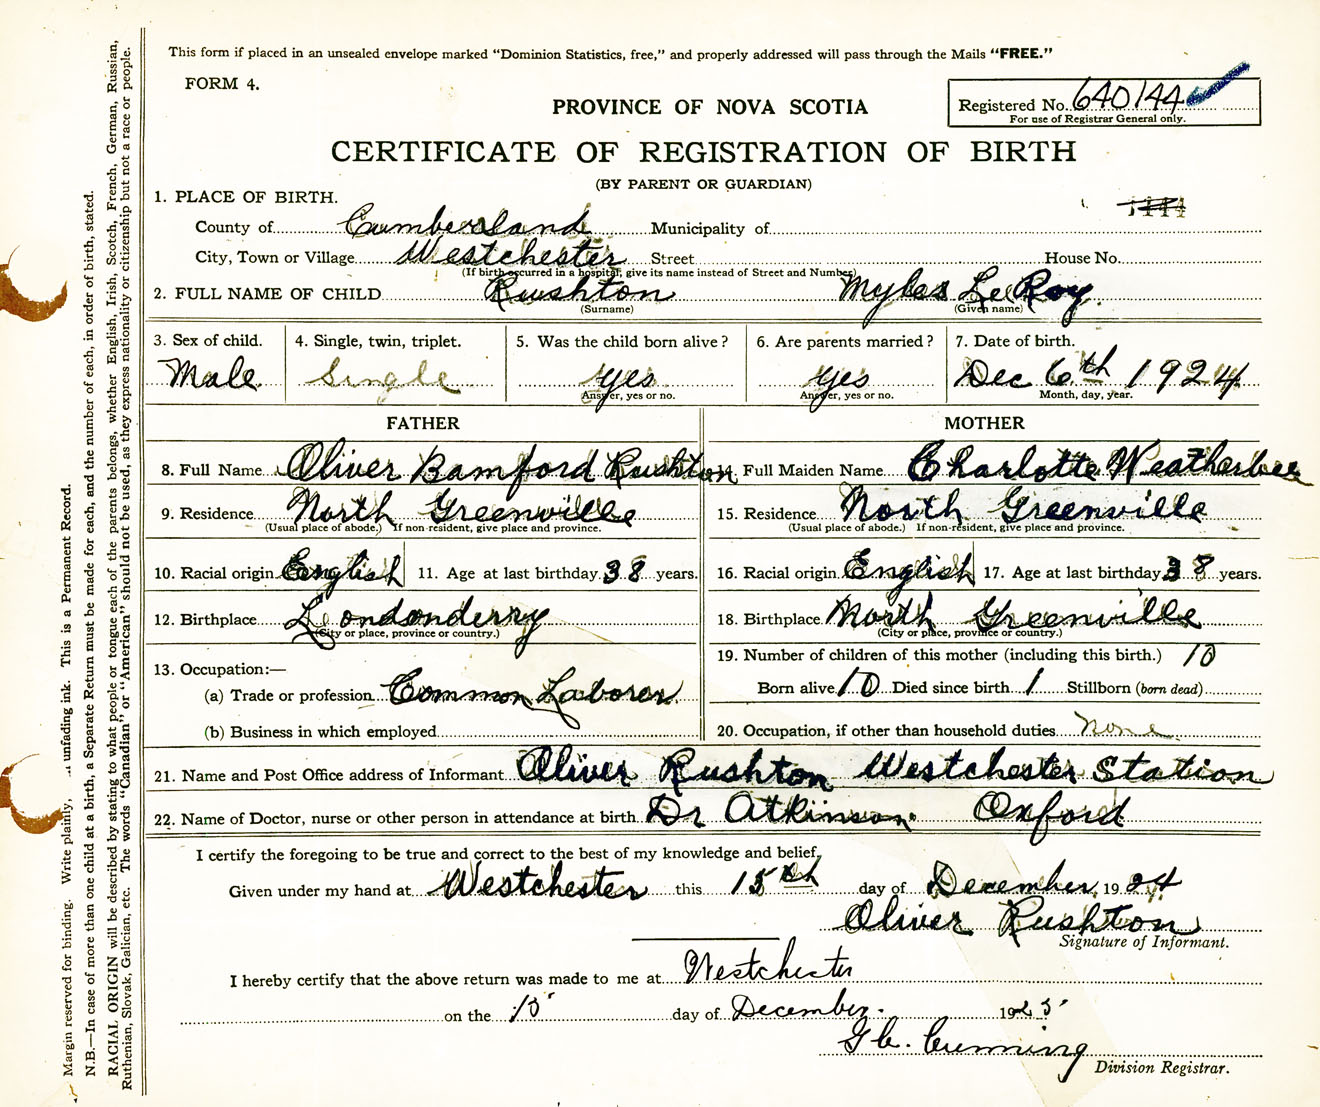 This form if placed in an unsealed envelope marked "Dominion Statistics, free," and properly addressed will pass through the Mails "FREE."
FORM 4.
PROVINCE OF NOVA SCOTIA
Registered No. 640144
For use of Registrar General only.
CERTIFICATE OF REGISTRATION OF BIRTH
(BY PARENT OR GUARDIAN)
1. PLACE OF BIRTH.
County of Cumberland Municipality of
City, Town or Village Westchester Street House No.
(If birth occurred in a hospital, give its name instead of Street and Number)
2. FULL NAME OF CHILD Rushton Myles LeRoy
(Surname) (Given name)
3. Sex of child. 4. Single, twin, triplet. 5. Was the child born alive? 6. Are parents married? 7. Date of birth.
Male Single yes yes Dec 6th 1924
Answer, yes or no. Answer, yes or no. Month, day, year.
FATHER MOTHER
8. Full Name Oliver Bamford Rushton 14. Full Maiden Name Charlotte Weatherbee
9. Residence North Greenville 15. Residence North Greenville
(Usual place of abode.) If non-resident, give place and province. (Usual place of abode.) If non-resident, give place and province.
10. Racial origin English 11. Age at last birthday 38 years. 16. Racial origin English 17. Age at last birthday 38 years.
12. Birthplace Londonderry 18. Birthplace North Greenville
(City or place, province or country.) (City or place, province or country.)
13. Occupation:— 19. Number of children of this mother (including this birth.) 10
(a) Trade or profession Common Laborer Born alive 10 Died since birth 1 Stillborn (born dead)
(b) Business in which employed 20. Occupation, if other than household duties None
21. Name and Post Office address of Informant Oliver Rushton Westchester Station
22. Name of Doctor, nurse or other person in attendance at birth Dr Atkinson Oxford
I certify the foregoing to be true and correct to the best of my knowledge and belief.
Given under my hand at Westchester this 15th day of December 1924
Oliver Rushton
Signature of Informant.
I hereby certify that the above return was made to me at Westchester
on the 15 day of December. 1925
G. C. Cumming
Division Registrar.
Margin reserved for binding. Write plainly, unfading ink. This is a Permanent Record.
N.B.—In case of more than one child at a birth, a Separate Return must be made for each, and the number of each, in order of birth, stated.
RACIAL ORIGIN will be described by stating to what people or tongue each of the parents belongs, whether English, Irish, Scotch, French, German, Russian,
Ruthenian, Slovak, Galician, etc. The words "Canadian" or "American" should not be used, as they express nationality or citizenship but not a race or people.